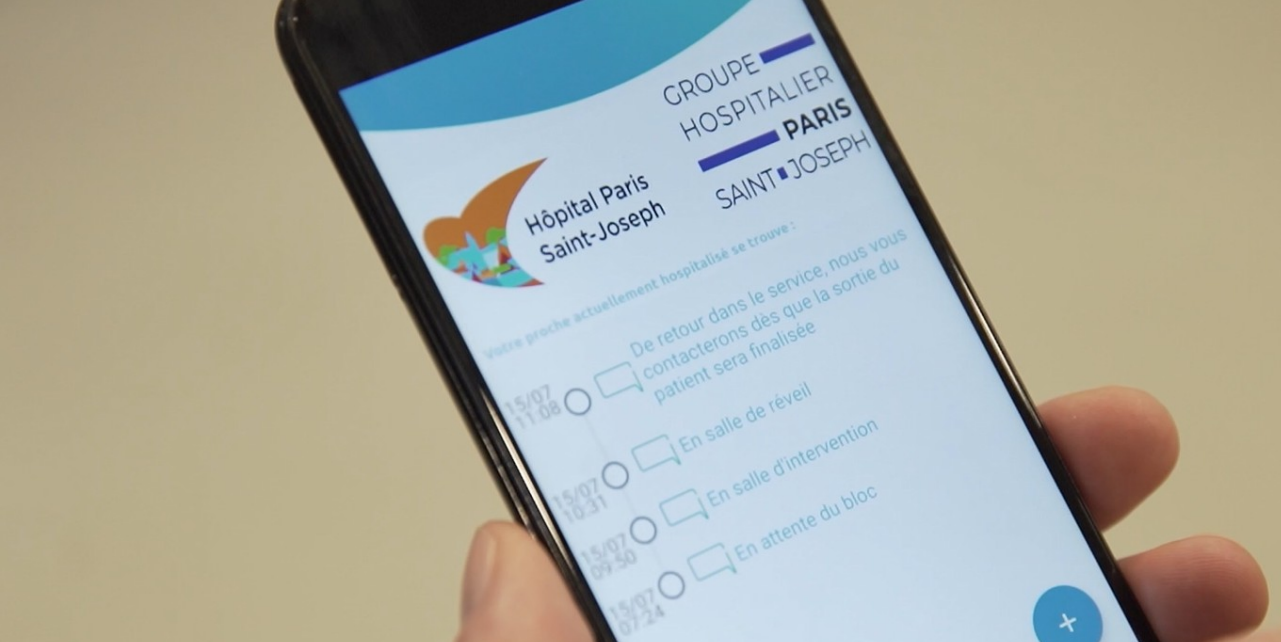 GROUPE
HOSPITALIER
PARIS
SAINT JOSEPH
Hôpital Paris
Saint-Joseph
Votre proche actuellement hospitalisé se trouve :
15/07
11:08
De retour dans le service, nous vous
contacterons dès que la sortie du
patient sera finalisée
15/07
10:31
En salle de réveil
15/07
09:50
En salle d'intervention
15/07
07:24
En attente du bloc
+